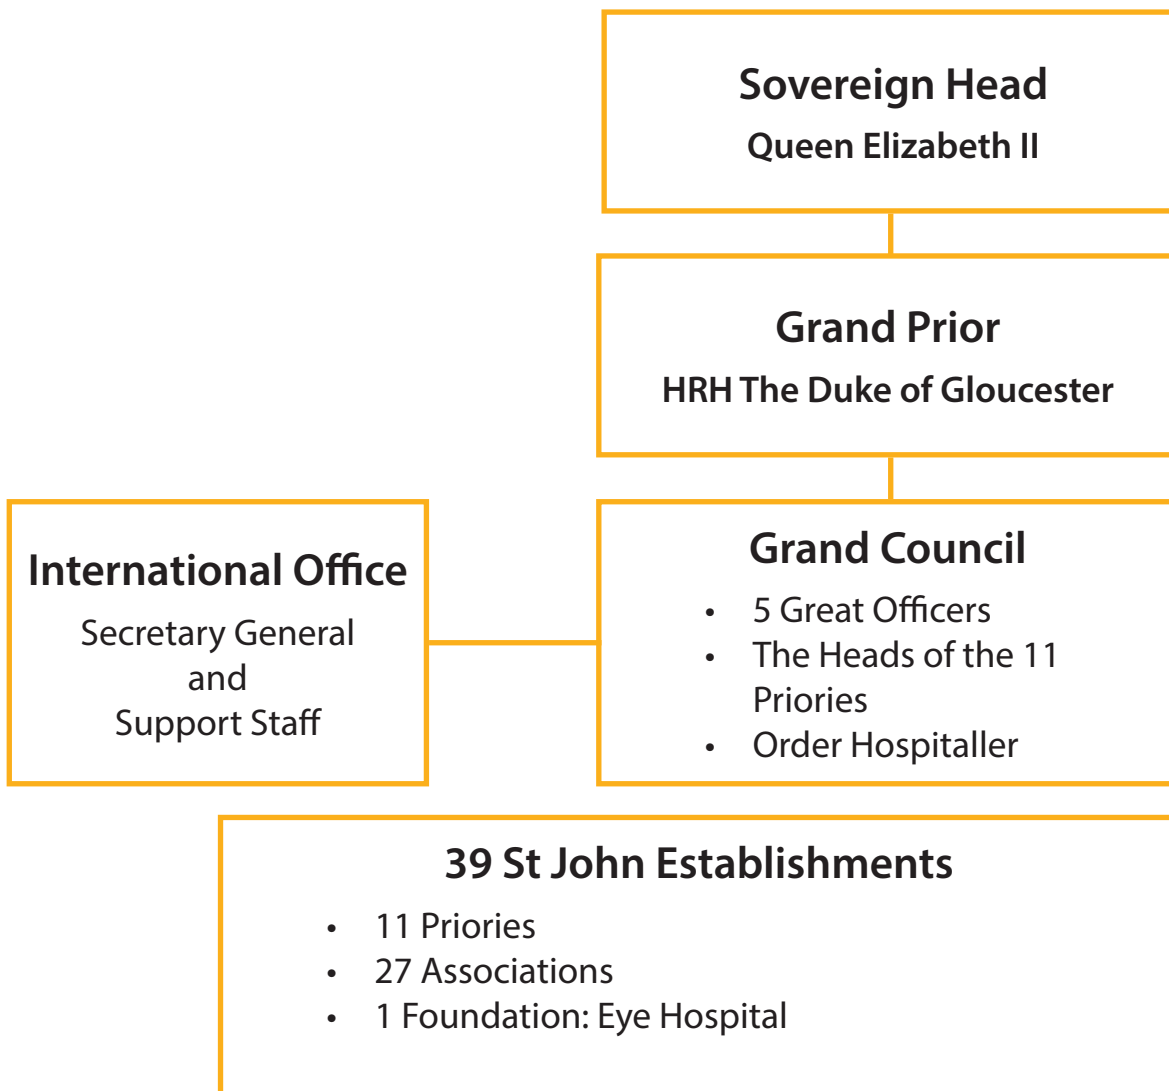 Sovereign Head
Queen Elizabeth II
Grand Prior
HRH The Duke of Gloucester
International Office
Secretary General
and
Support Staff
Grand Council
• 5 Great Officers
• The Heads of the 11
Priories
• Order Hospitaller
39 St John Establishments
• 11 Priories
• 27 Associations
• 1 Foundation: Eye Hospital